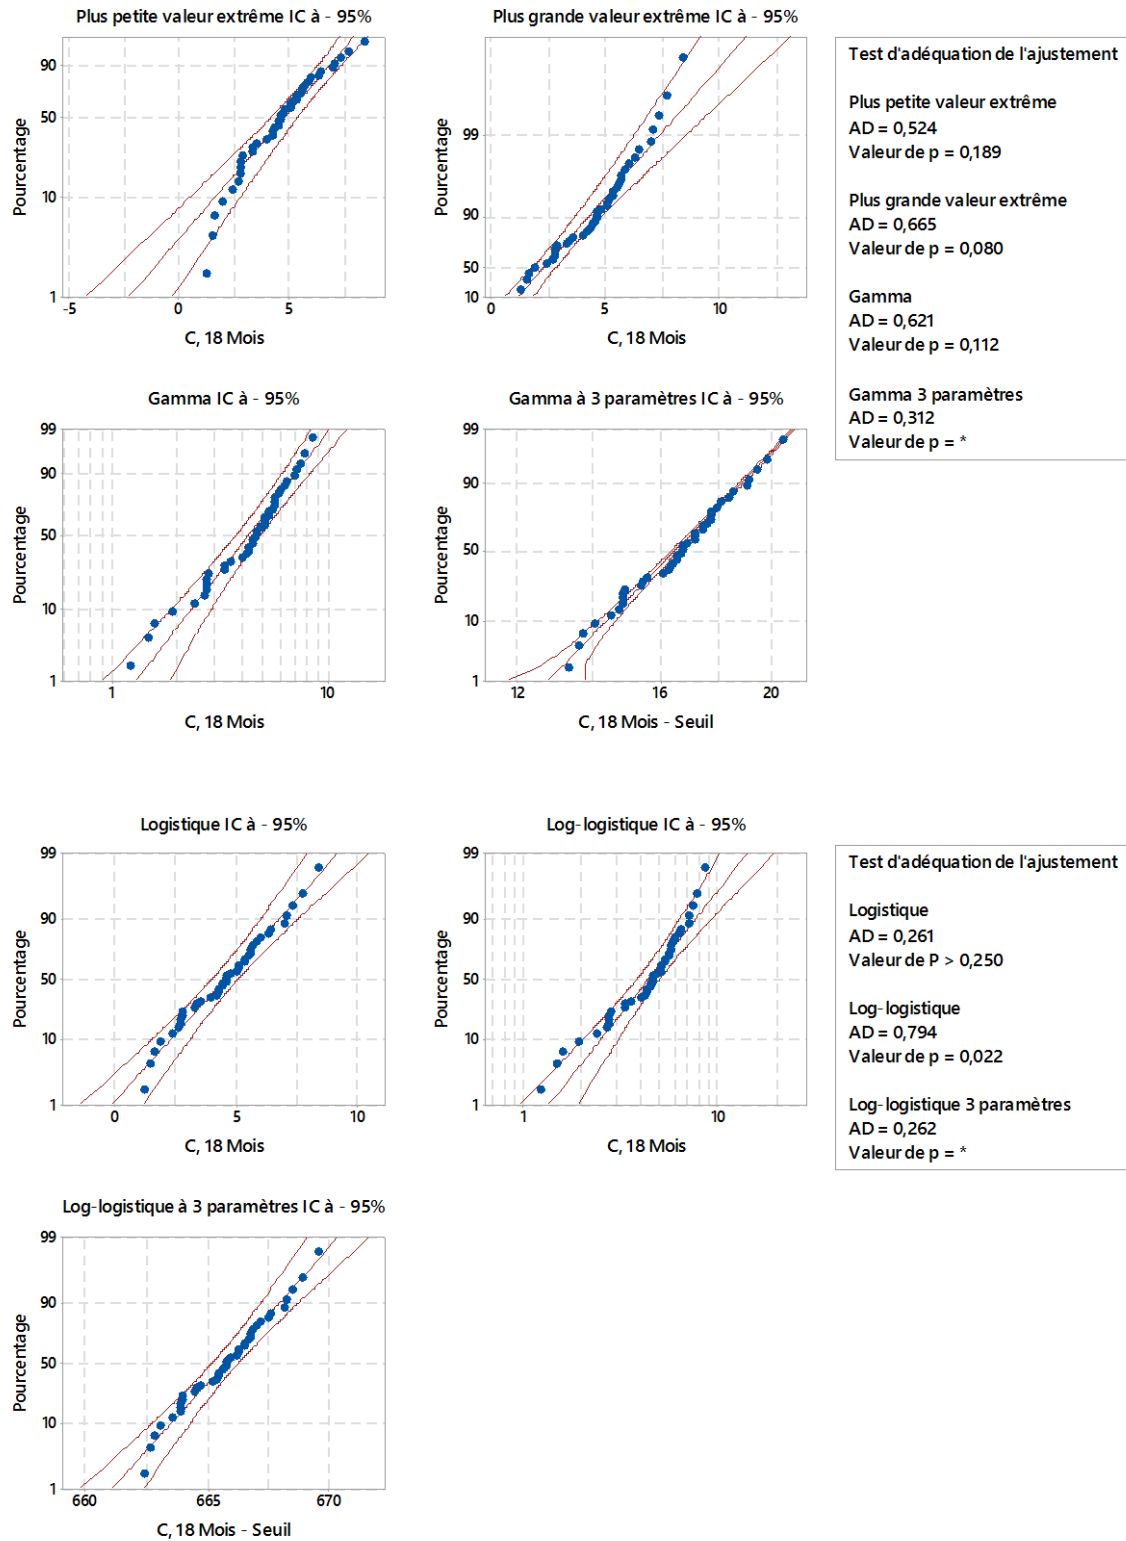 Plus petite valeur extrême IC à - 95%
Pourcentage
90
50
10
1
-5
0
5
C, 18 Mois
Plus grande valeur extrême IC à - 95%
Pourcentage
99
90
50
10
0
5
10
C, 18 Mois
Test d'adéquation de l'ajustement
Plus petite valeur extrême
AD = 0,524
Valeur de p = 0,189
Plus grande valeur extrême
AD = 0,665
Valeur de p = 0,080
Gamma
AD = 0,621
Valeur de p = 0,112
Gamma 3 paramètres
AD = 0,312
Valeur de p = *
Gamma IC à - 95%
Pourcentage
99
90
50
10
1
1
10
C, 18 Mois
Gamma à 3 paramètres IC à - 95%
Pourcentage
99
90
50
10
1
12
16
20
C, 18 Mois - Seuil
Logistique IC à - 95%
Pourcentage
99
90
50
10
1
0
5
10
C, 18 Mois
Log-logistique IC à - 95%
Pourcentage
99
90
50
10
1
1
10
C, 18 Mois
Test d'adéquation de l'ajustement
Logistique
AD = 0,261
Valeur de P > 0,250
Log-logistique
AD = 0,794
Valeur de p = 0,022
Log-logistique 3 paramètres
AD = 0,262
Valeur de p = *
Log-logistique à 3 paramètres IC à - 95%
Pourcentage
99
90
50
10
1
660
665
670
C, 18 Mois - Seuil